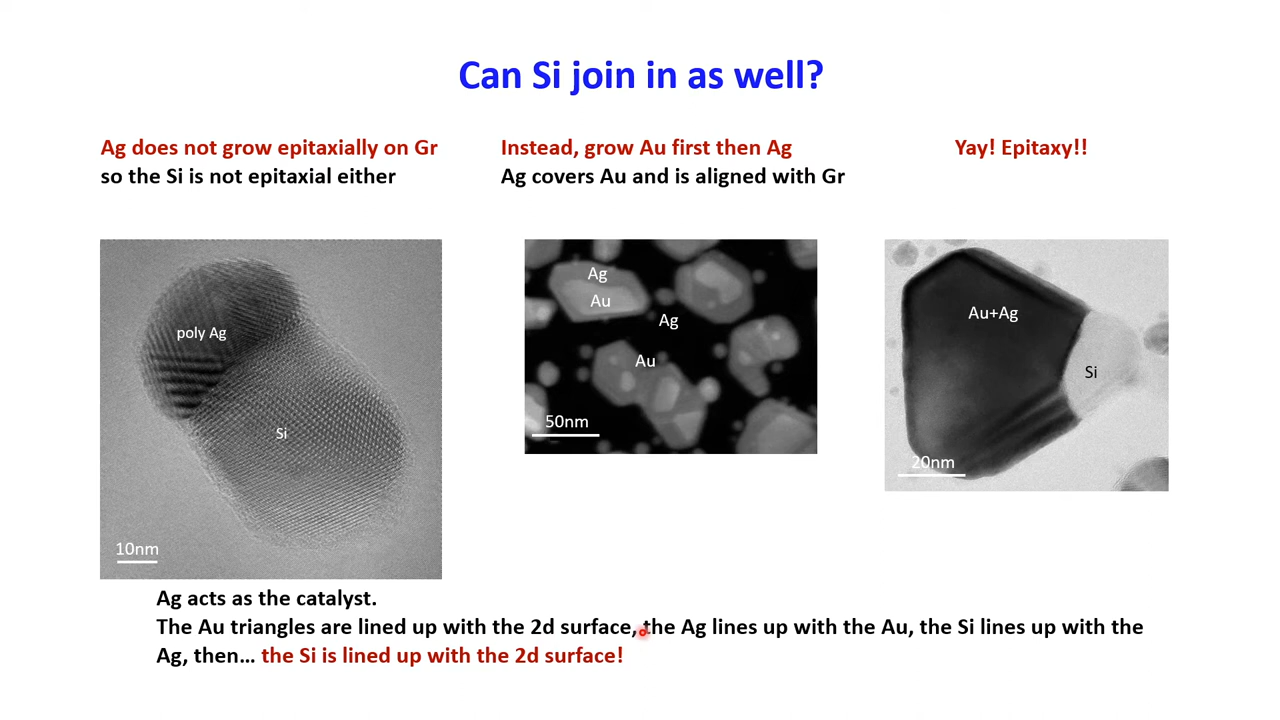 Can Si join in as well?
Ag does not grow epitaxially on Gr
so the Si is not epitaxial either
Instead, grow Au first then Ag
Ag covers Au and is aligned with Gr
Yay! Epitaxy!!
poly Ag
Si
10nm
Ag
Au
Ag
Au
50nm
Au+Ag
Si
20nm
Ag acts as the catalyst.
The Au triangles are lined up with the 2d surface, the Ag lines up with the Au, the Si lines up with the
Ag, then... the Si is lined up with the 2d surface!